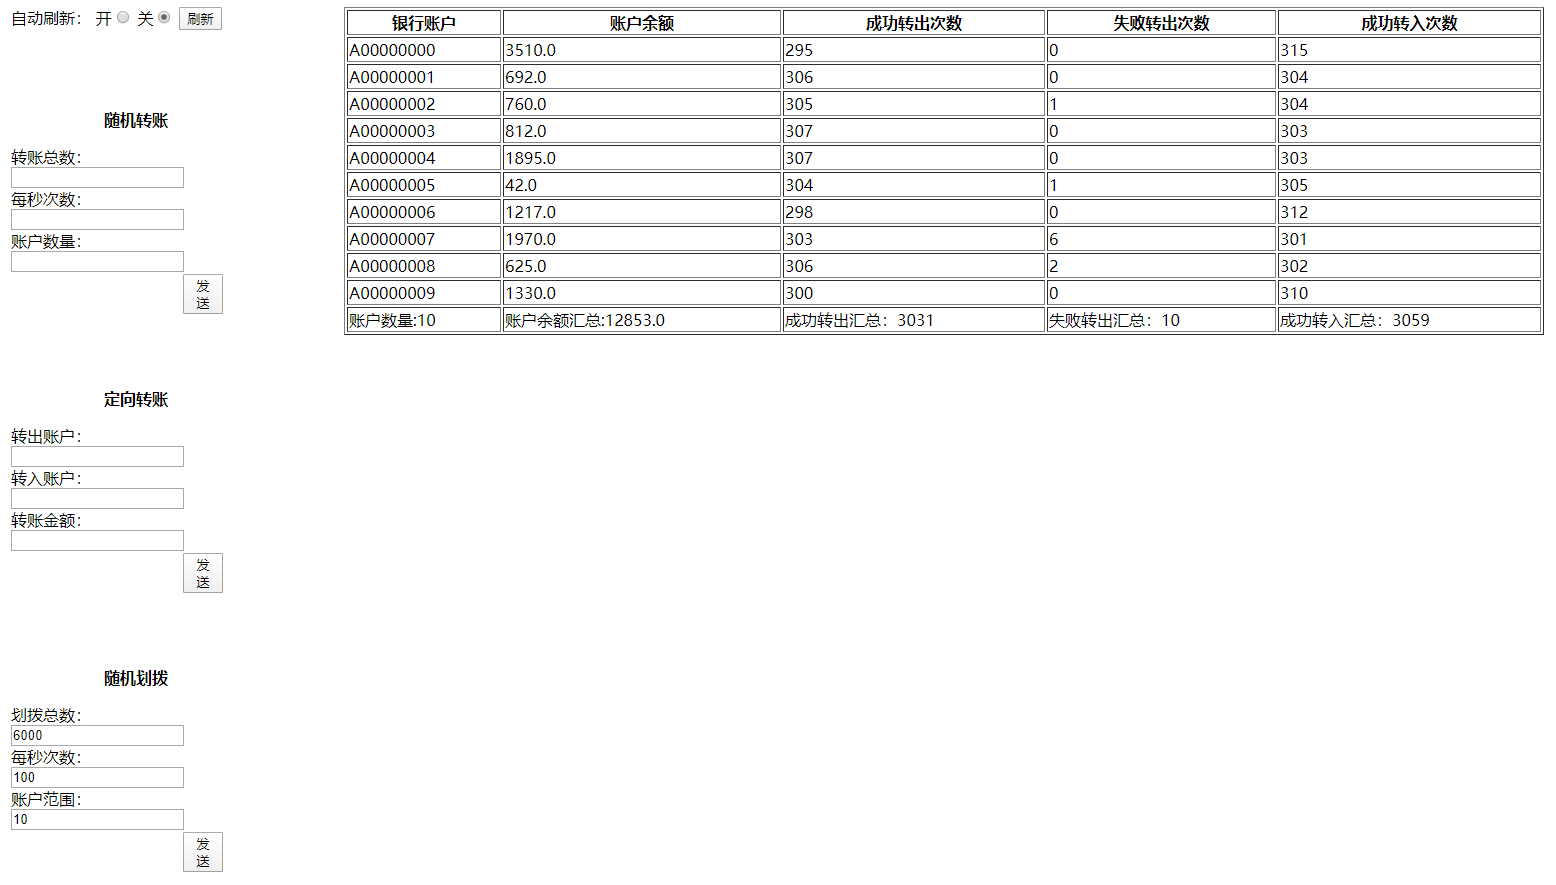 自动刷新： 开 关 刷新
随机转账
转账总数：
每秒次数：
账户数量：
发
送
定向转账
转出账户：
转入账户：
转账金额：
发
送
随机划拨
划拨总数：
6000
每秒次数：
100
账户范围：
10
发
送
银行账户 账户余额 成功转出次数 失败转出次数 成功转入次数
A00000000 3510.0 295 0 315
A00000001 692.0 306 0 304
A00000002 760.0 305 1 304
A00000003 812.0 307 0 303
A00000004 1895.0 307 0 303
A00000005 42.0 304 1 305
A00000006 1217.0 298 0 312
A00000007 1970.0 303 6 301
A00000008 625.0 306 2 302
A00000009 1330.0 300 0 310
账户数量:10 账户余额汇总:12853.0 成功转出汇总：3031 失败转出汇总：10 成功转入汇总：3059